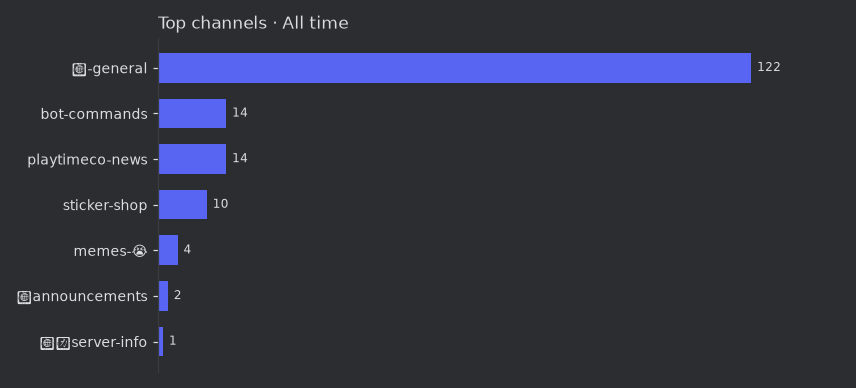 Top channels · All time
-general 122
bot-commands 14
playtimeco-news 14
sticker-shop 10
memes-😭 4
announcements 2
server-info 1